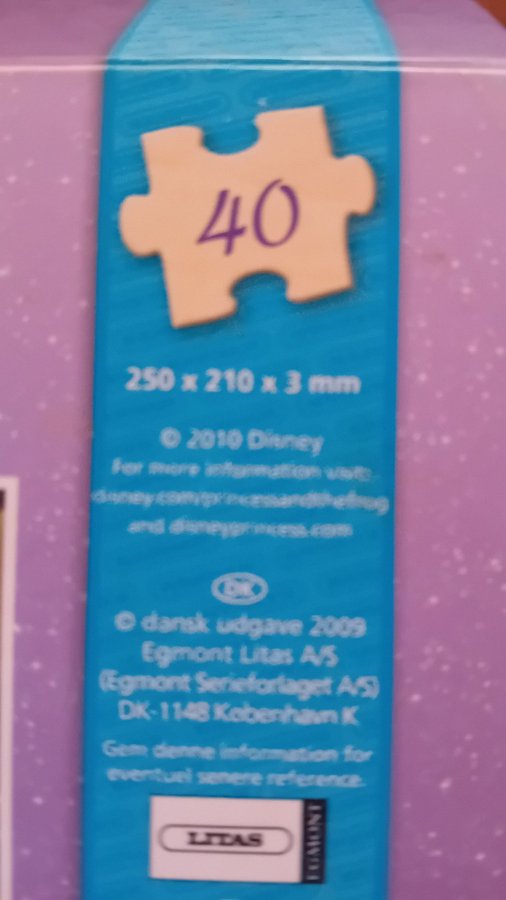 40
250 x 210 x 3 mm
© 2010 Disney
For more information visit:
disney.com/princessandthefrog
and disneyprincess.com
DK
© dansk udgave 2009
Egmont Litas A/S
(Egmont Serieforlaget A/S)
DK-1148 København K
Gem denne information for
eventuel senere reference.
LITAS
EGMONT